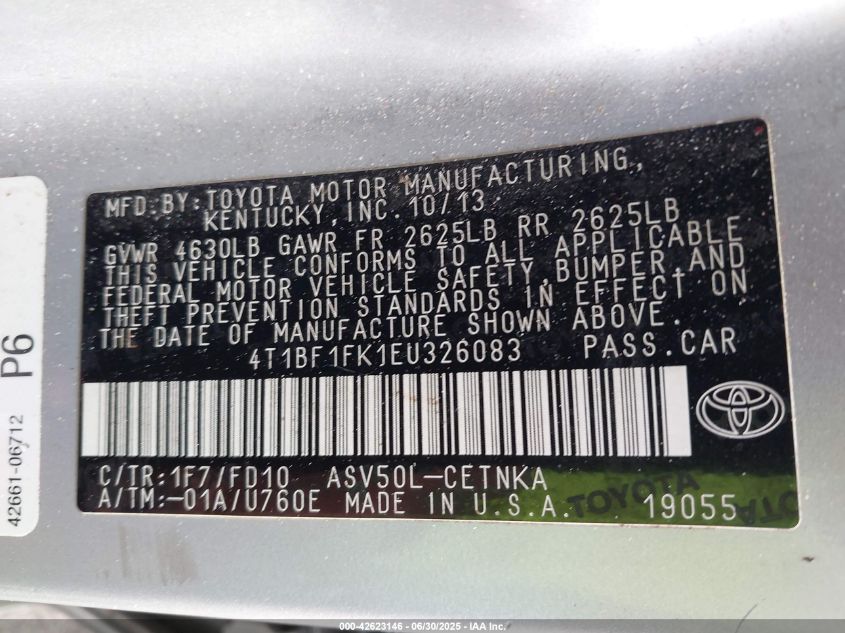 MFD.BY:TOYOTA MOTOR MANUFACTURING,
KENTUCKY,INC.10/13
GVWR 4630LB GAWR FR 2625LB RR 2625LB
THIS VEHICLE CONFORMS TO ALL APPLICABLE
FEDERAL MOTOR VEHICLE SAFETY,BUMPER,AND
THEFT PREVENTION STANDARDS IN EFFECT ON
THE DATE OF MANUFACTURE SHOWN ABOVE.
4T1BF1FK1EU326083 PASS.CAR
C/TR:1F7/FD10 ASV50L-CETNKA
A/TM:-01A/U760E MADE IN U.S.A. 19055
TOYOTA
TOYOTA
42661-06712 P6
000-42623146 - 06/30/2025 - IAA Inc.